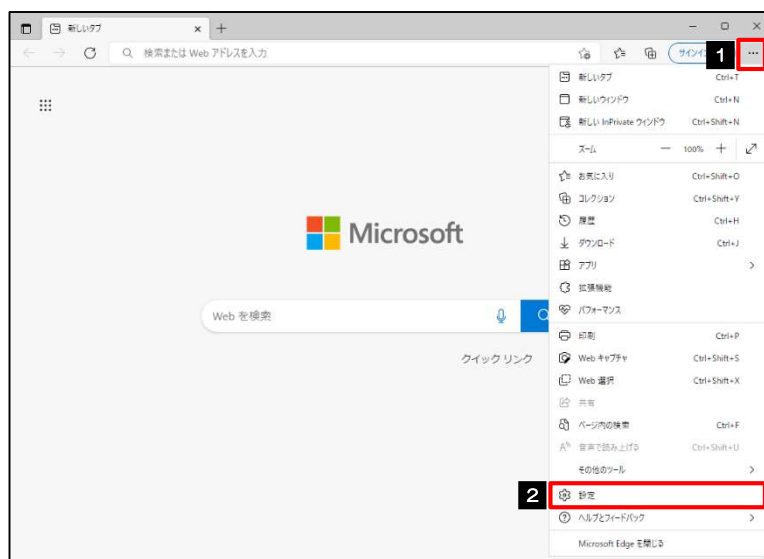 新しいタブ
検索または Web アドレスを入力
1
新しいタブ Ctrl+T
新しいウィンドウ Ctrl+N
新しい InPrivate ウィンドウ Ctrl+Shift+N
ズーム 100%
お気に入り Ctrl+Shift+O
コレクション Ctrl+Shift+Y
履歴 Ctrl+H
ダウンロード Ctrl+J
アプリ
拡張機能
パフォーマンス
Microsoft
Web を検索
クイック リンク
印刷 Ctrl+P
Web キャプチャ Ctrl+Shift+S
Web 選択 Ctrl+Shift+X
共有
ページ内の検索 Ctrl+F
音声で読み上げる Ctrl+Shift+U
その他のツール
2 設定
ヘルプとフィードバック
Microsoft Edge を閉じる